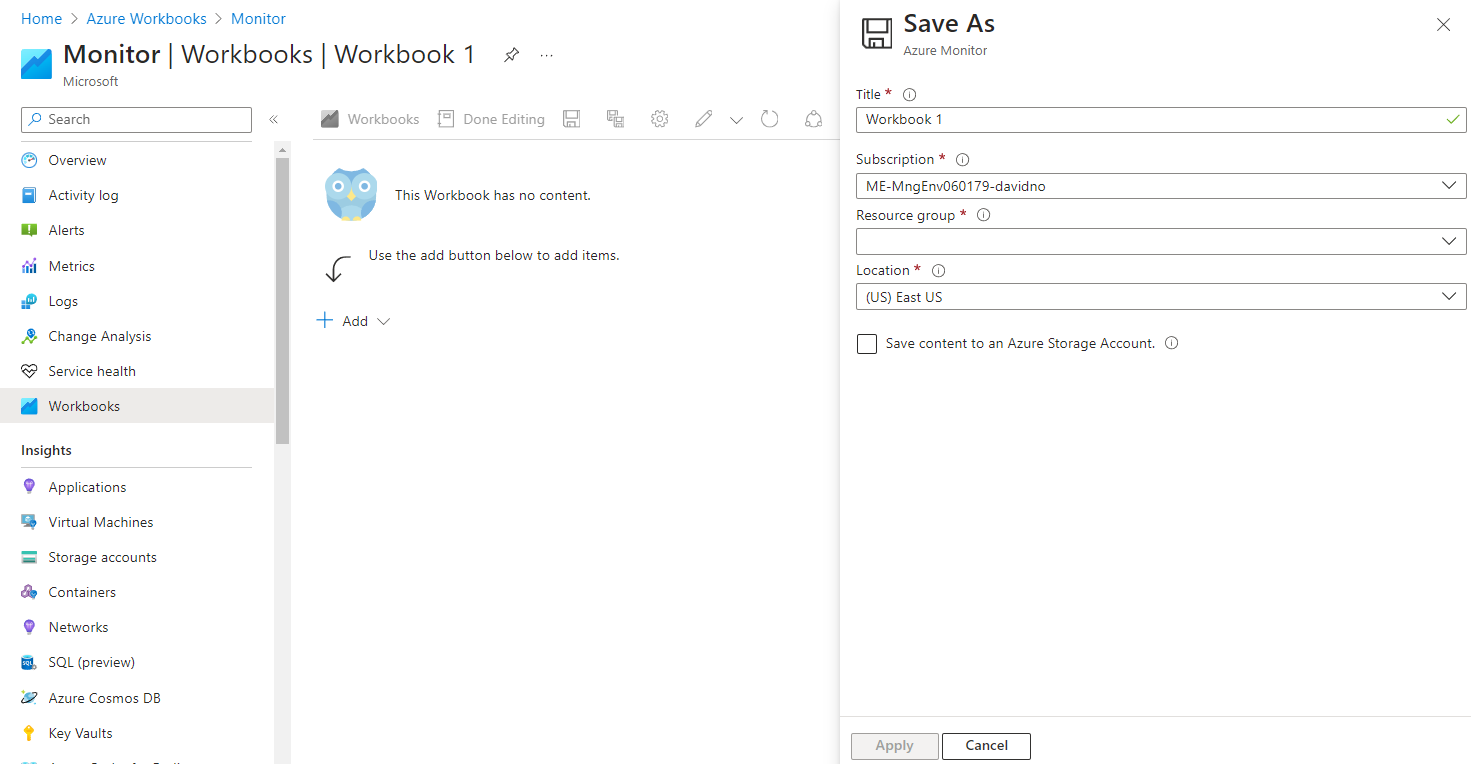 Home > Azure Workbooks > Monitor
Monitor | Workbooks | Workbook 1 ...
Microsoft
Search «
Overview
Activity log
Alerts
Metrics
Logs
Change Analysis
Service health
Workbooks
Insights
Applications
Virtual Machines
Storage accounts
Containers
Networks
SQL (preview)
Azure Cosmos DB
Key Vaults
Workbooks Done Editing
This Workbook has no content.
Use the add button below to add items.
+ Add
Save As
Azure Monitor
Title *
Workbook 1
Subscription *
ME-MngEnv060179-davidno
Resource group *
Location *
(US) East US
Save content to an Azure Storage Account.
Apply Cancel